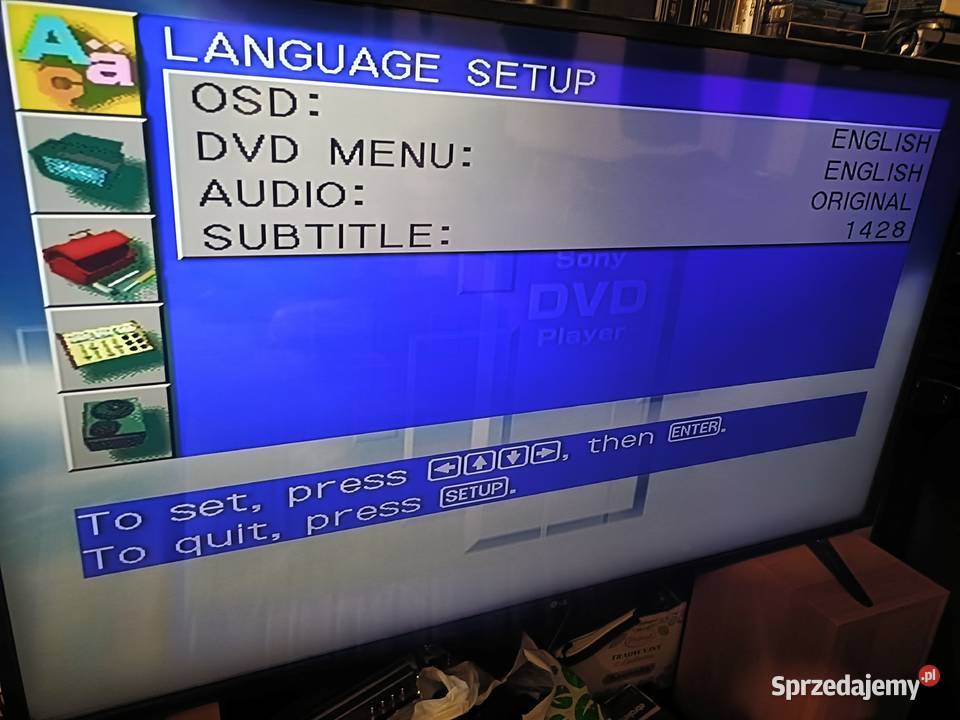 LANGUAGE SETUP
OSD: ENGLISH
DVD MENU: ENGLISH
AUDIO: ORIGINAL
SUBTITLE: 1428
Sony
DVD
Player
To set, press ←↑↓→, then ENTER.
To quit, press SETUP.
LG
Sprzedajemy.pl